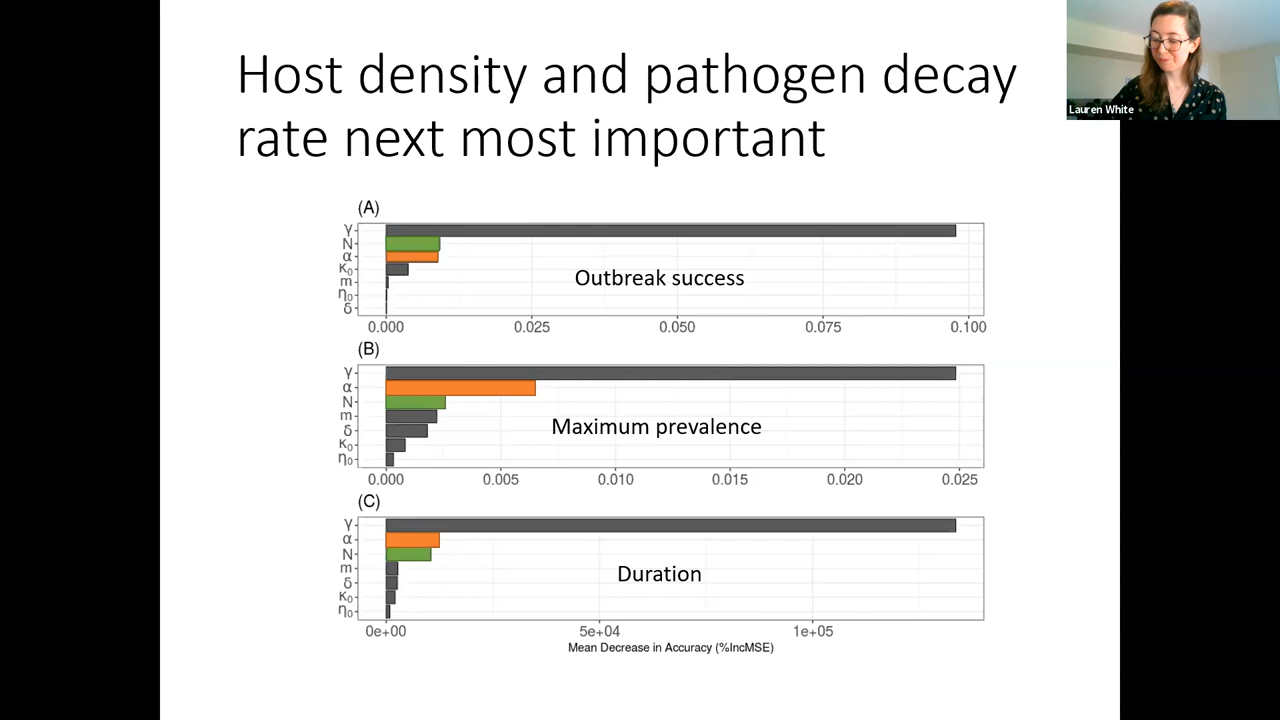 Host density and pathogen decay
rate next most important
Lauren White
(A)
γ
N
α
κ₀
m
η₀
δ
Outbreak success
0.000 0.025 0.050 0.075 0.100
(B)
γ
α
N
m
δ
κ₀
η₀
Maximum prevalence
0.000 0.005 0.010 0.015 0.020 0.025
(C)
γ
α
N
m
δ
κ₀
η₀
Duration
0e+00 5e+04 1e+05
Mean Decrease in Accuracy (%IncMSE)